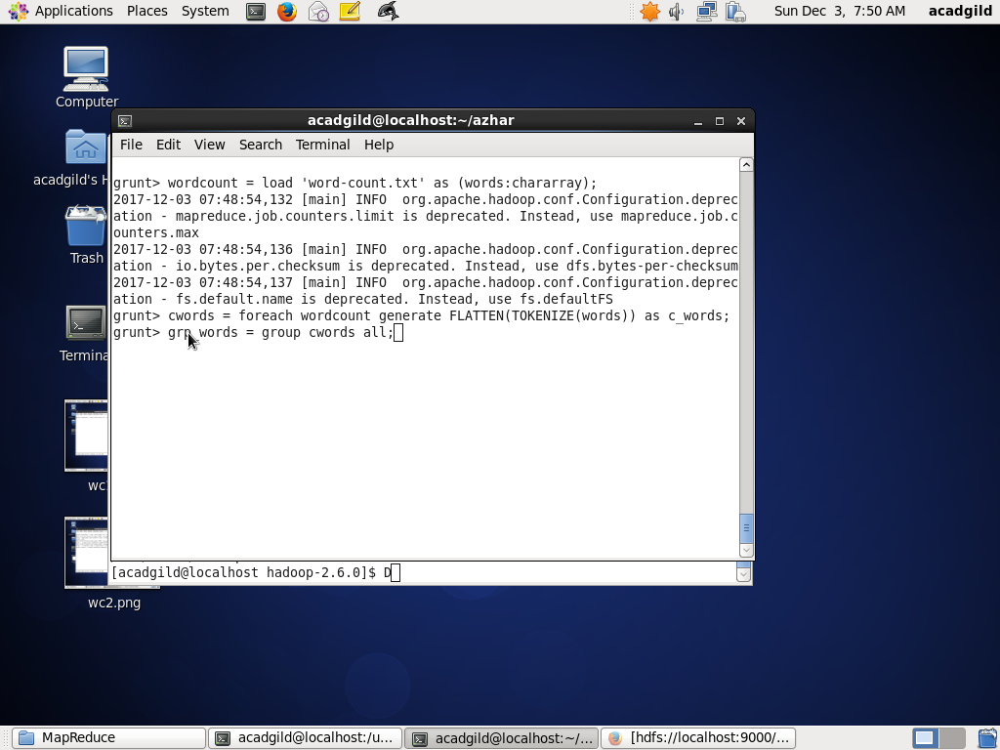 Applications Places System
Sun Dec 3, 7:50 AM acadgild
Computer
acadgild's H
Trash
Termina
wc
wc2.png
acadgild@localhost:~/azhar
File Edit View Search Terminal Help
grunt> wordcount = load 'word-count.txt' as (words:chararray);
2017-12-03 07:48:54,132 [main] INFO  org.apache.hadoop.conf.Configuration.deprec
ation - mapreduce.job.counters.limit is deprecated. Instead, use mapreduce.job.c
ounters.max
2017-12-03 07:48:54,136 [main] INFO  org.apache.hadoop.conf.Configuration.deprec
ation - io.bytes.per.checksum is deprecated. Instead, use dfs.bytes-per-checksum
2017-12-03 07:48:54,137 [main] INFO  org.apache.hadoop.conf.Configuration.deprec
ation - fs.default.name is deprecated. Instead, use fs.defaultFS
grunt> cwords = foreach wordcount generate FLATTEN(TOKENIZE(words)) as c_words;
grunt> grp_words = group cwords all;
[acadgild@localhost hadoop-2.6.0]$ D
MapReduce
acadgild@localhost:/u...
acadgild@localhost:~/...
[hdfs://localhost:9000/...